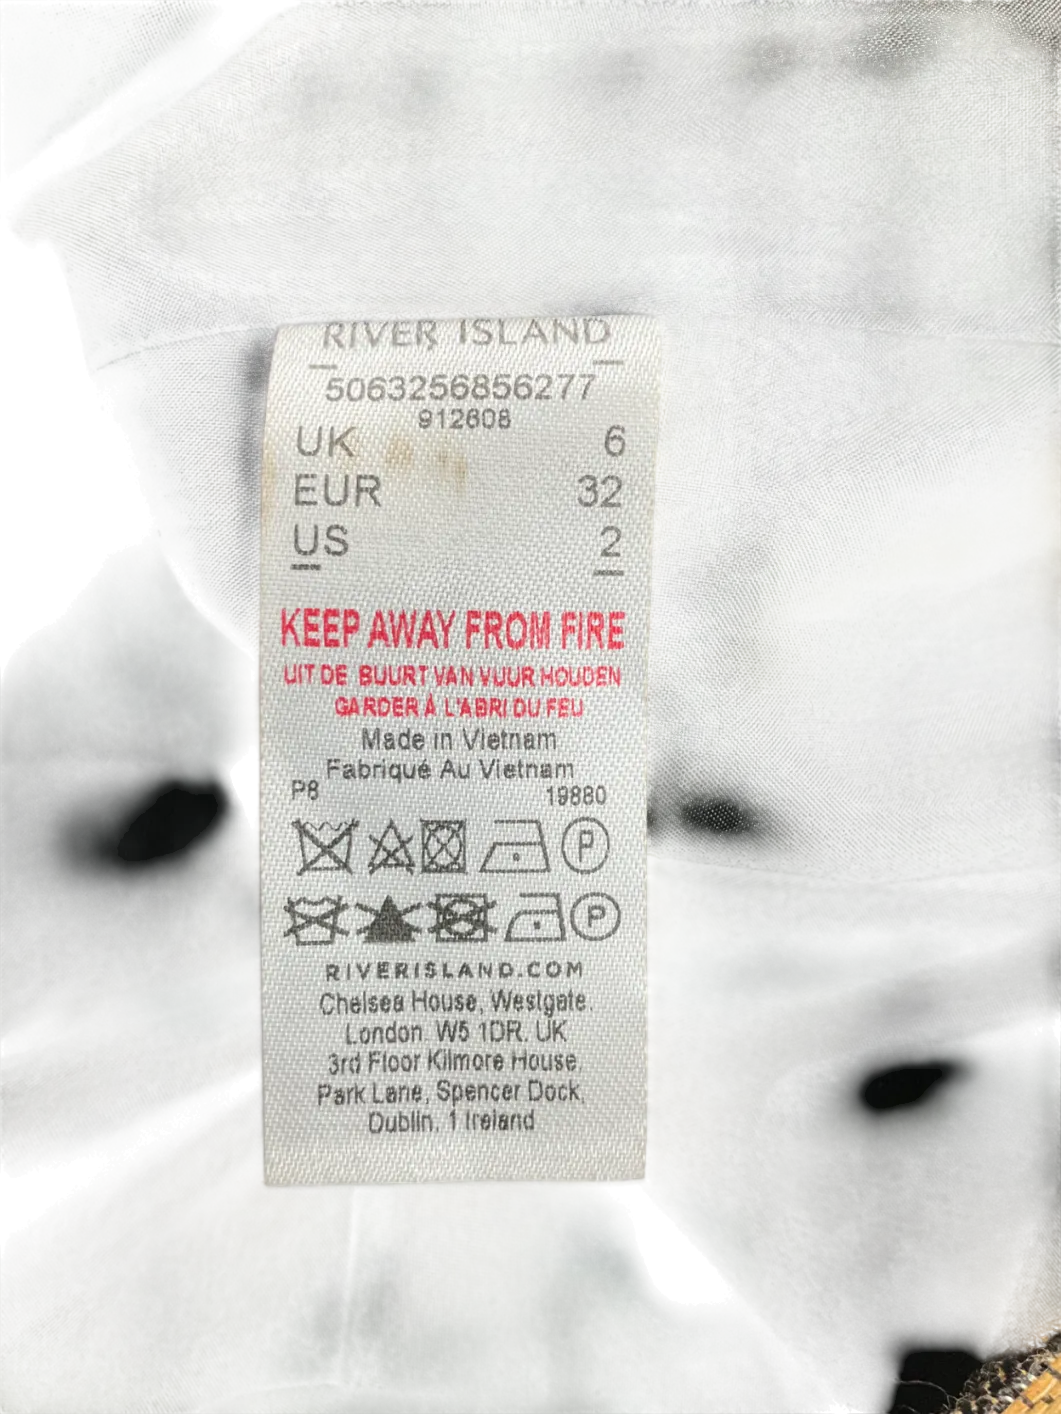 RIVER ISLAND
5063256856277
912608
UK 6
EUR 32
US 2
KEEP AWAY FROM FIRE
UIT DE BUURT VAN VUUR HOUDEN
GARDER À L'ABRI DU FEU
Made in Vietnam
Fabriqué Au Vietnam
P8 19880
P
P
RIVERISLAND.COM
Chelsea House, Westgate,
London. W5 1DR. UK
3rd Floor Kilmore House,
Park Lane, Spencer Dock,
Dublin, 1 Ireland